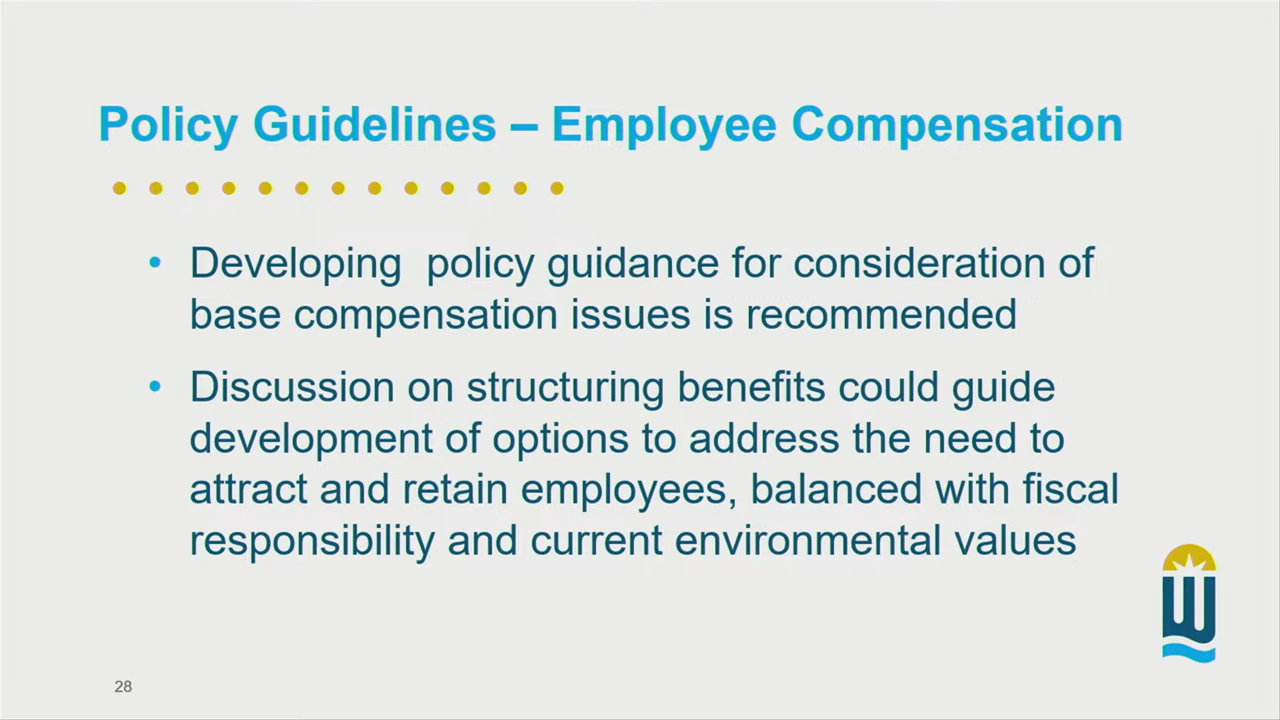 Policy Guidelines – Employee Compensation
• Developing  policy guidance for consideration of
base compensation issues is recommended
• Discussion on structuring benefits could guide
development of options to address the need to
attract and retain employees, balanced with fiscal
responsibility and current environmental values
W
28